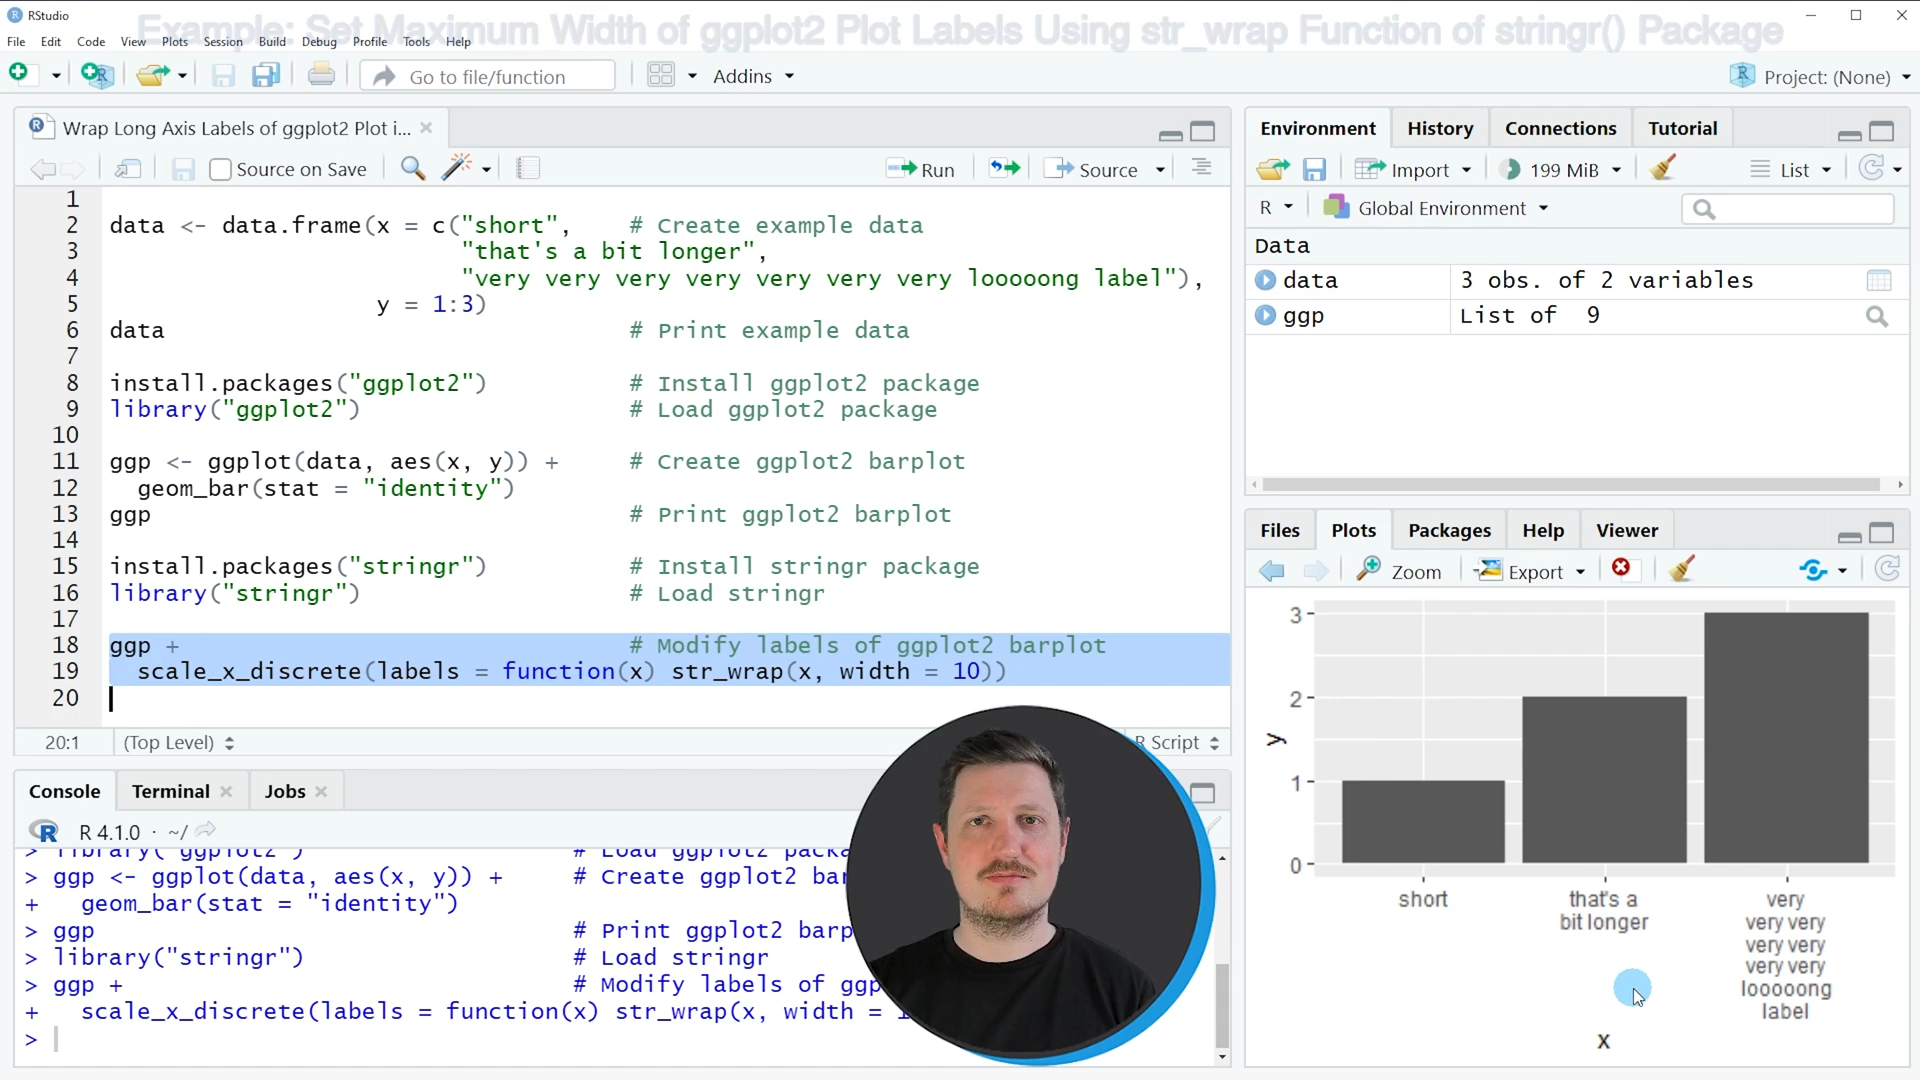 RStudio
Example: Set Maximum Width of ggplot2 Plot Labels Using str_wrap Function of stringr() Package
File Edit Code View Plots Session Build Debug Profile Tools Help
Go to file/function
Addins
Project: (None)
Wrap Long Axis Labels of ggplot2 Plot i...
Source on Save
Run
Source
1
2 data <- data.frame(x = c("short", # Create example data
3 "that's a bit longer",
4 "very very very very very very very looooong label"),
5 y = 1:3)
6 data # Print example data
7
8 install.packages("ggplot2") # Install ggplot2 package
9 library("ggplot2") # Load ggplot2 package
10
11 ggp <- ggplot(data, aes(x, y)) + # Create ggplot2 barplot
12 geom_bar(stat = "identity")
13 ggp # Print ggplot2 barplot
14
15 install.packages("stringr") # Install stringr package
16 library("stringr") # Load stringr
17
18 ggp + # Modify labels of ggplot2 barplot
19 scale_x_discrete(labels = function(x) str_wrap(x, width = 10))
20
20:1 (Top Level) R Script
Console Terminal Jobs
R 4.1.0 · ~/
> library("ggplot2") # Load ggplot2 packa
> ggp <- ggplot(data, aes(x, y)) + # Create ggplot2 bar
+ geom_bar(stat = "identity")
> ggp # Print ggplot2 barp
> library("stringr") # Load stringr
> ggp + # Modify labels of ggp
+ scale_x_discrete(labels = function(x) str_wrap(x, width = 1
>
Environment History Connections Tutorial
Import 199 MiB List
R Global Environment
Data
data 3 obs. of 2 variables
ggp List of 9
Files Plots Packages Help Viewer
Zoom Export
3
2
1
0
y
short
that's a
bit longer
very
very very
very very
very very
looooong
label
x